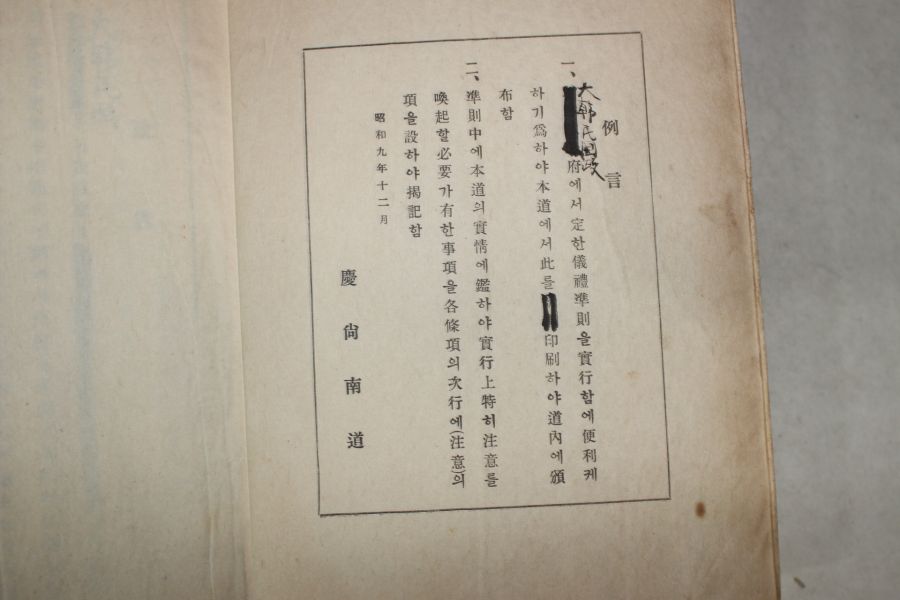 例言
大韓民國政
一、府에서定한儀禮準則을實行함에便利케
하기爲하야本道에서此를印刷하야道內에頒
布함
二、準則中에本道의實情에鑑하야實行上特히注意를
喚起할必要가有한事項을各條項의次行에(注意)의
項을設하야揭記함
昭和九年十二月
慶尙南道